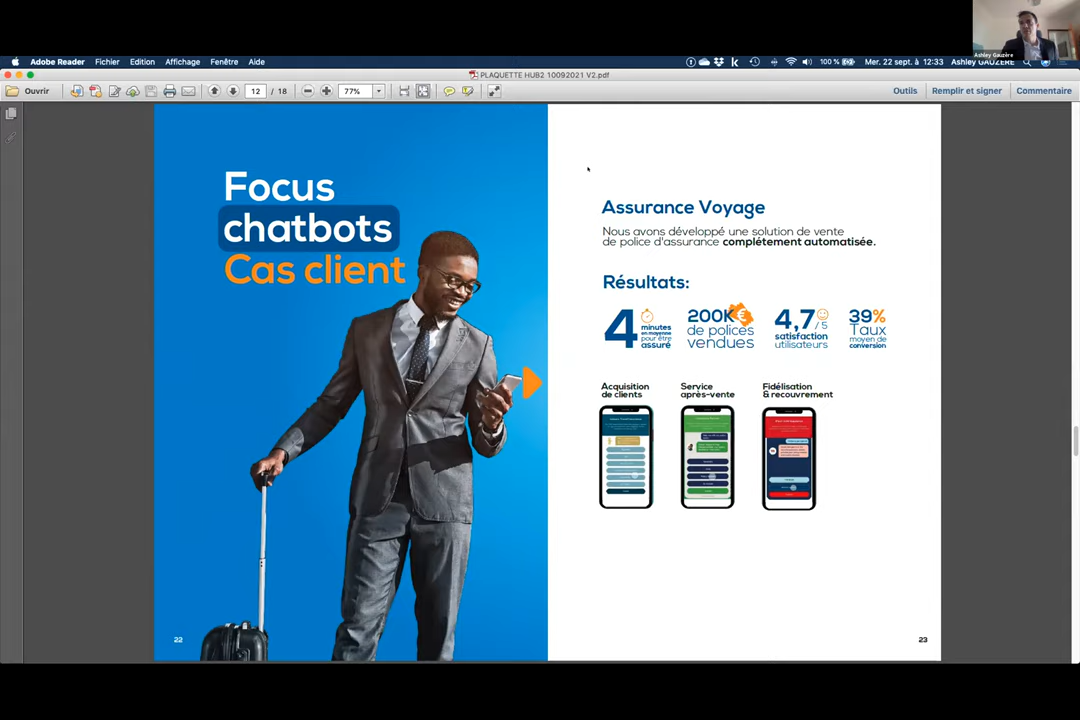 Adobe Reader Fichier Edition Affichage Fenêtre Aide
100 % Mer. 22 sept. à 12:33 Ashley GAUZÈRE
Ashley Gauzère
PLAQUETTE HUB2 10092021 V2.pdf
Ouvrir 12 / 18 77% Outils Remplir et signer Commentaire
Focus
chatbots
Cas client
22
Assurance Voyage
Nous avons développé une solution de vente
de police d'assurance complétement automatisée.
Résultats:
4 minutes
en moyenne
pour être
assuré
200K€
de polices
vendues
4,7/5
satisfaction
utilisateurs
39%
Taux
moyen de
conversion
Acquisition
de clients
Service
après-vente
Fidélisation
& recouvrement
23